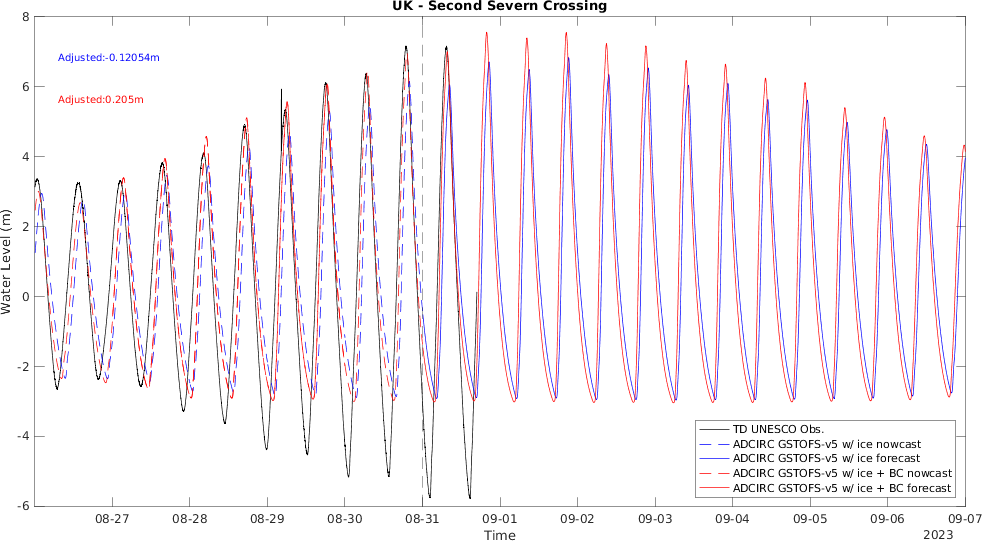 UK - Second Severn Crossing
8
6
4
2
0
-2
-4
-6
Water Level (m)
Adjusted:-0.12054m
Adjusted:0.205m
TD UNESCO Obs.
ADCIRC GSTOFS-v5 w/ ice nowcast
ADCIRC GSTOFS-v5 w/ ice forecast
ADCIRC GSTOFS-v5 w/ ice + BC nowcast
ADCIRC GSTOFS-v5 w/ ice + BC forecast
08-27 08-28 08-29 08-30 08-31 09-01 09-02 09-03 09-04 09-05 09-06 09-07
Time
2023